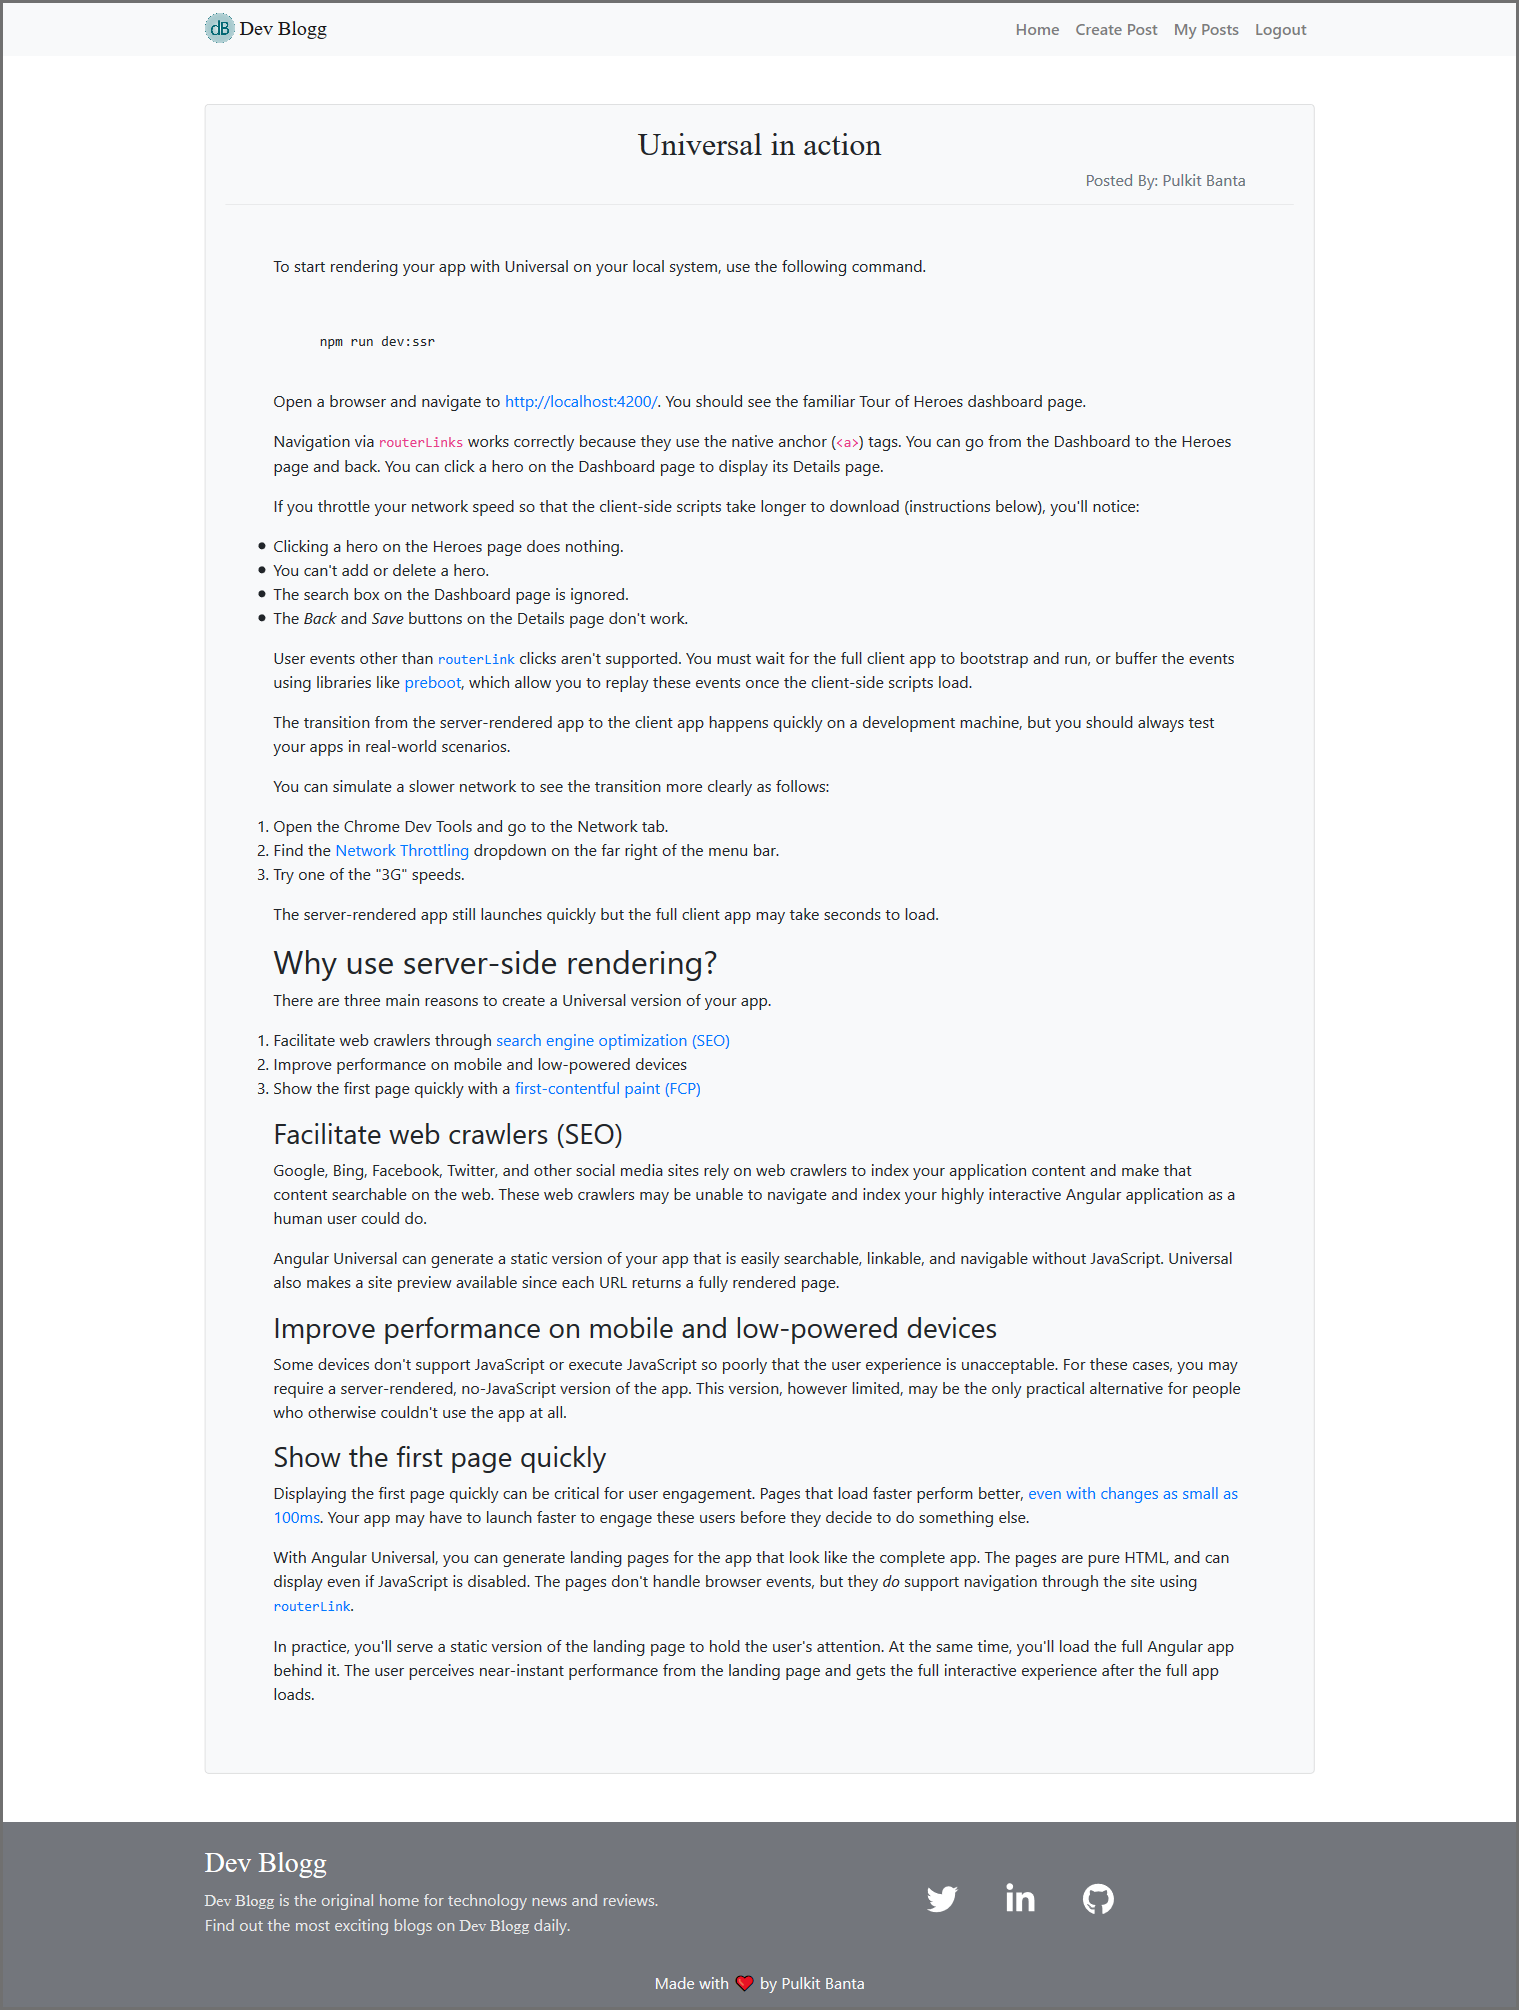 dB Dev Blogg
Home Create Post My Posts Logout
Universal in action
Posted By: Pulkit Banta
To start rendering your app with Universal on your local system, use the following command.
npm run dev:ssr
Open a browser and navigate to http://localhost:4200/. You should see the familiar Tour of Heroes dashboard page.
Navigation via routerLinks works correctly because they use the native anchor (<a>) tags. You can go from the Dashboard to the Heroes
page and back. You can click a hero on the Dashboard page to display its Details page.
If you throttle your network speed so that the client-side scripts take longer to download (instructions below), you'll notice:
• Clicking a hero on the Heroes page does nothing.
• You can't add or delete a hero.
• The search box on the Dashboard page is ignored.
• The Back and Save buttons on the Details page don't work.
User events other than routerLink clicks aren't supported. You must wait for the full client app to bootstrap and run, or buffer the events
using libraries like preboot, which allow you to replay these events once the client-side scripts load.
The transition from the server-rendered app to the client app happens quickly on a development machine, but you should always test
your apps in real-world scenarios.
You can simulate a slower network to see the transition more clearly as follows:
1. Open the Chrome Dev Tools and go to the Network tab.
2. Find the Network Throttling dropdown on the far right of the menu bar.
3. Try one of the "3G" speeds.
The server-rendered app still launches quickly but the full client app may take seconds to load.
Why use server-side rendering?
There are three main reasons to create a Universal version of your app.
1. Facilitate web crawlers through search engine optimization (SEO)
2. Improve performance on mobile and low-powered devices
3. Show the first page quickly with a first-contentful paint (FCP)
Facilitate web crawlers (SEO)
Google, Bing, Facebook, Twitter, and other social media sites rely on web crawlers to index your application content and make that
content searchable on the web. These web crawlers may be unable to navigate and index your highly interactive Angular application as a
human user could do.
Angular Universal can generate a static version of your app that is easily searchable, linkable, and navigable without JavaScript. Universal
also makes a site preview available since each URL returns a fully rendered page.
Improve performance on mobile and low-powered devices
Some devices don't support JavaScript or execute JavaScript so poorly that the user experience is unacceptable. For these cases, you may
require a server-rendered, no-JavaScript version of the app. This version, however limited, may be the only practical alternative for people
who otherwise couldn't use the app at all.
Show the first page quickly
Displaying the first page quickly can be critical for user engagement. Pages that load faster perform better, even with changes as small as
100ms. Your app may have to launch faster to engage these users before they decide to do something else.
With Angular Universal, you can generate landing pages for the app that look like the complete app. The pages are pure HTML, and can
display even if JavaScript is disabled. The pages don't handle browser events, but they do support navigation through the site using
routerLink.
In practice, you'll serve a static version of the landing page to hold the user's attention. At the same time, you'll load the full Angular app
behind it. The user perceives near-instant performance from the landing page and gets the full interactive experience after the full app
loads.
Dev Blogg
Dev Blogg is the original home for technology news and reviews.
Find out the most exciting blogs on Dev Blogg daily.
in
Made with ❤ by Pulkit Banta